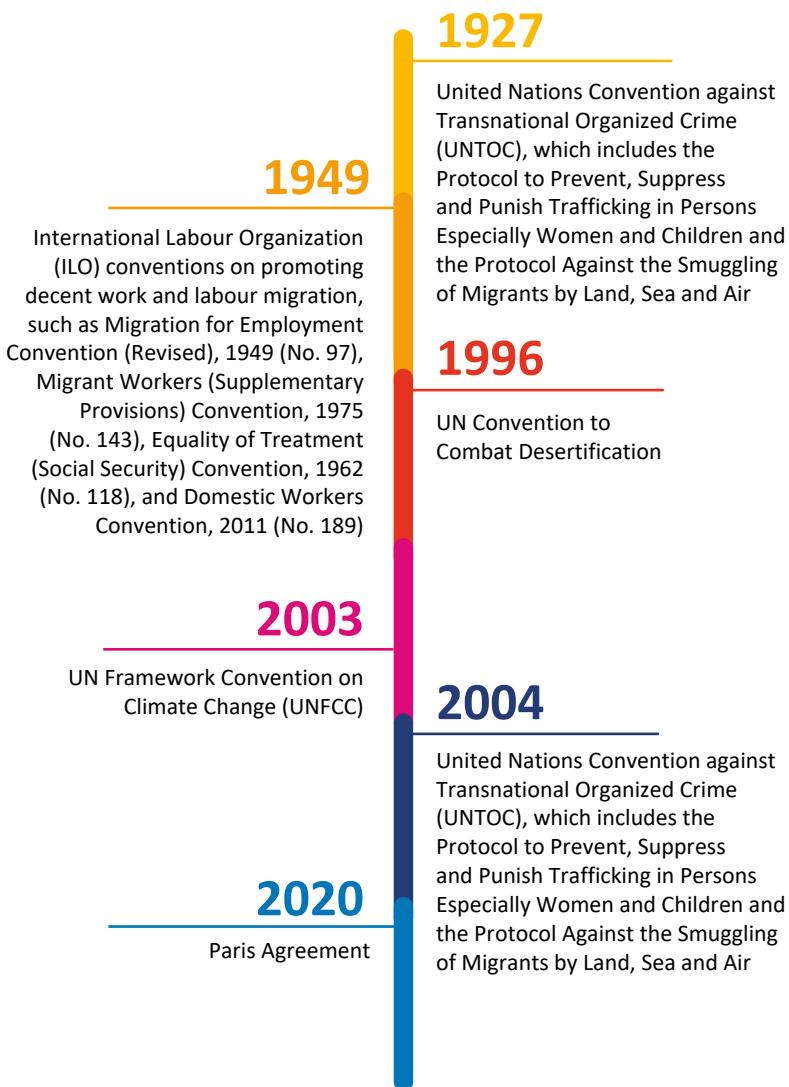 1927
United Nations Convention against
Transnational Organized Crime
(UNTOC), which includes the
Protocol to Prevent, Suppress
and Punish Trafficking in Persons
Especially Women and Children and
the Protocol Against the Smuggling
of Migrants by Land, Sea and Air
1949
International Labour Organization
(ILO) conventions on promoting
decent work and labour migration,
such as Migration for Employment
Convention (Revised), 1949 (No. 97),
Migrant Workers (Supplementary
Provisions) Convention, 1975
(No. 143), Equality of Treatment
(Social Security) Convention, 1962
(No. 118), and Domestic Workers
Convention, 2011 (No. 189)
1996
UN Convention to
Combat Desertification
2003
UN Framework Convention on
Climate Change (UNFCC)
2004
United Nations Convention against
Transnational Organized Crime
(UNTOC), which includes the
Protocol to Prevent, Suppress
and Punish Trafficking in Persons
Especially Women and Children and
the Protocol Against the Smuggling
of Migrants by Land, Sea and Air
2020
Paris Agreement